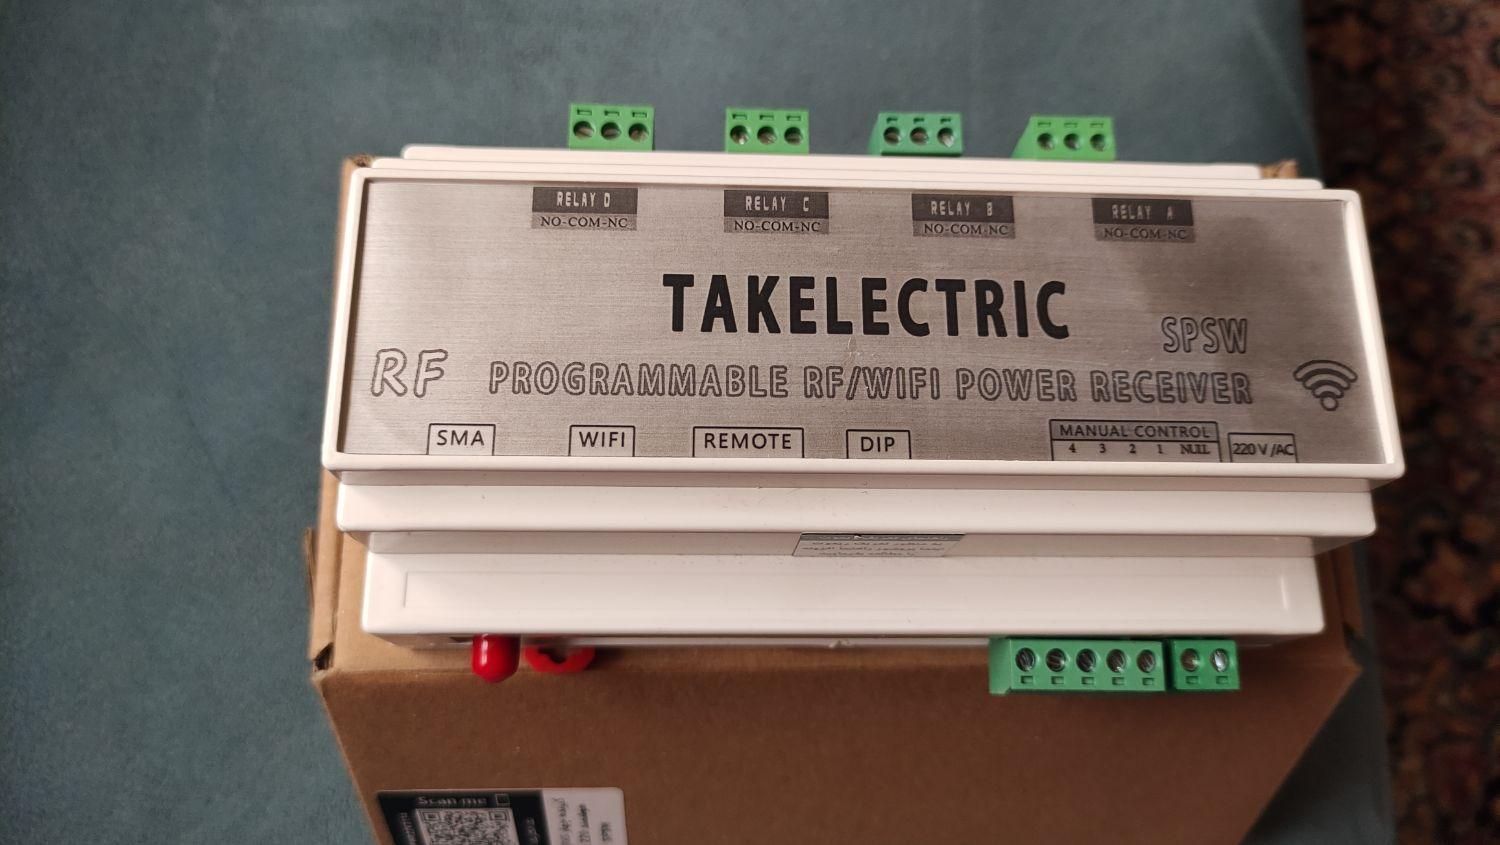 RELAY D
NO-COM-NC
RELAY C
NO-COM-NC
RELAY B
NO-COM-NC
RELAY A
NO-COM-NC
TAKELECTRIC
SPSW
RF
PROGRAMMABLE RF/WIFI POWER RECEIVER
SMA
WIFI
REMOTE
DIP
MANUAL CONTROL
4 3 2 1 NULL
220 V /AC
Scan me